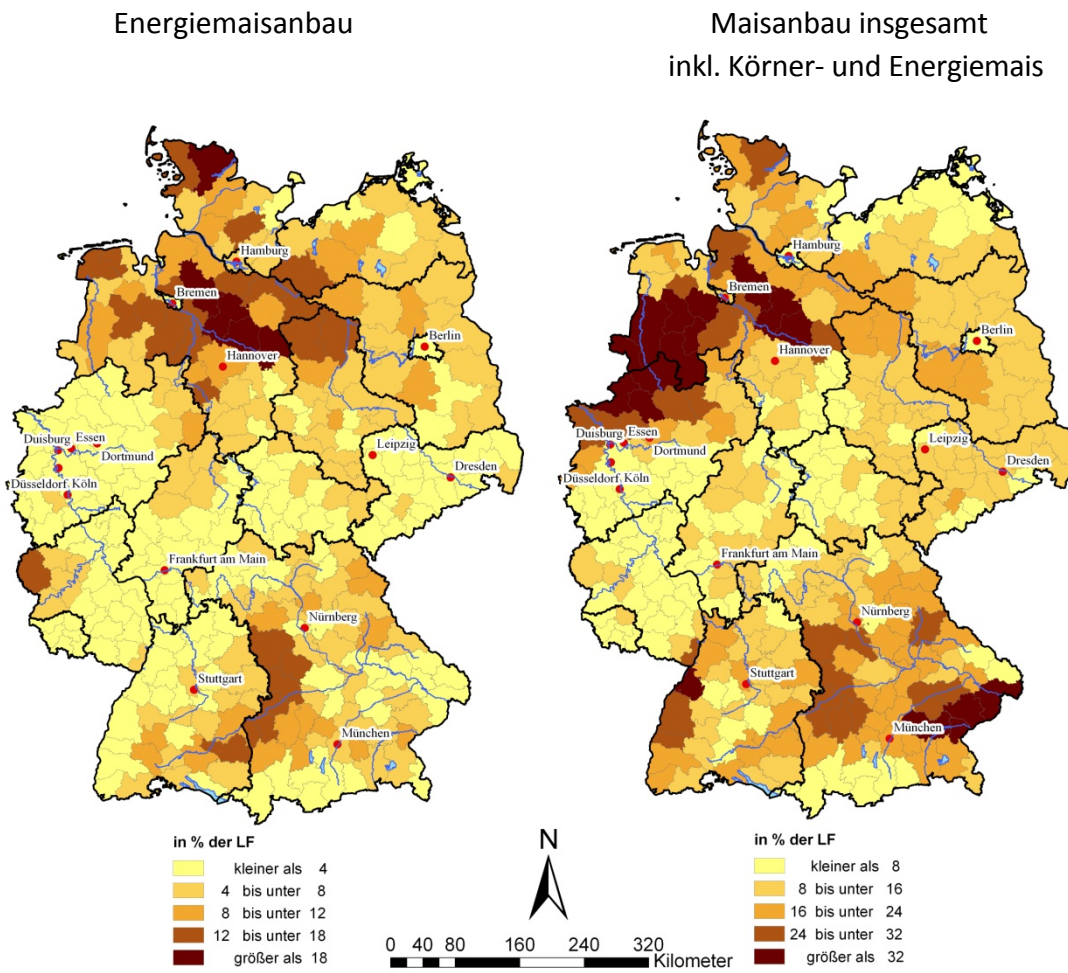 Energiemaisanbau
Maisanbau insgesamt
inkl. Körner- und Energiemais
Hamburg
Bremen
Berlin
Hannover
Duisburg
Essen
Dortmund
Leipzig
Dresden
Düsseldorf
Köln
Frankfurt am Main
Nürnberg
Stuttgart
München
Hamburg
Bremen
Berlin
Hannover
Duisburg
Essen
Dortmund
Leipzig
Dresden
Düsseldorf
Köln
Frankfurt am Main
Nürnberg
Stuttgart
München
in % der LF
kleiner als 4
4 bis unter 8
8 bis unter 12
12 bis unter 18
größer als 18
N
0 40 80 160 240 320
Kilometer
in % der LF
kleiner als 8
8 bis unter 16
16 bis unter 24
24 bis unter 32
größer als 32